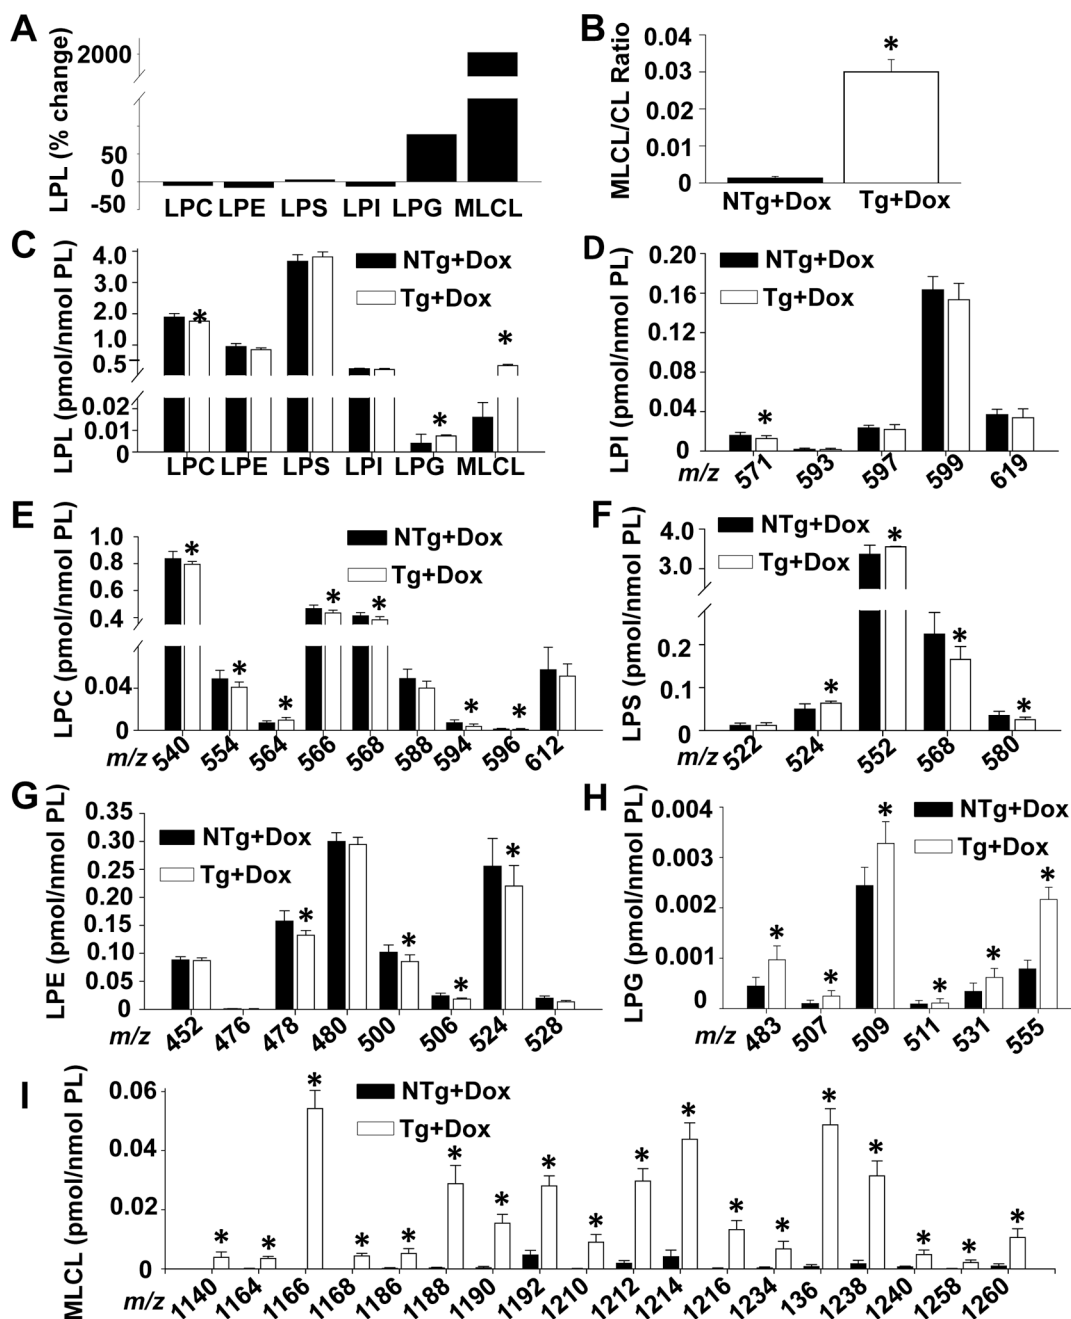 A
LPL (% change)
2000
50
0
-50
LPC LPE LPS LPI LPG MLCL
B
MLCL/CL Ratio
0.04
*
0.03
0.02
0.01
0
NTg+Dox Tg+Dox
C
LPL (pmol/nmol PL)
4.0
3.0
2.0
1.0
0.5
0.02
0.01
0
NTg+Dox
Tg+Dox
* * *
LPC LPE LPS LPI LPG MLCL
D
LPI (pmol/nmol PL)
0.20
0.16
0.12
0.08
0.04
0
NTg+Dox
Tg+Dox
*
m/z 571 593 597 599 619
E
LPC (pmol/nmol PL)
1.0
0.8
0.6
0.4
0.04
0
NTg+Dox
Tg+Dox
* * * * * * *
m/z 540 554 564 566 568 588 594 596 612
F
LPS (pmol/nmol PL)
4.0
3.0
0.2
0.1
0
NTg+Dox
Tg+Dox
* * * *
m/z 522 524 552 568 580
G
LPE (pmol/nmol PL)
0.35
0.30
0.25
0.20
0.15
0.10
0.05
0
NTg+Dox
Tg+Dox
* * * *
m/z 452 476 478 480 500 506 524 528
H
LPG (pmol/nmol PL)
0.004
0.003
0.002
0.001
0
NTg+Dox
Tg+Dox
* * * * * *
m/z 483 507 509 511 531 555
I
MLCL (pmol/nmol PL)
0.06
0.04
0.02
0
NTg+Dox
Tg+Dox
* * * * * * * * * * * * * * * * * *
m/z 1140 1164 1166 1168 1186 1188 1190 1192 1210 1212 1214 1216 1234 136 1238 1240 1258 1260